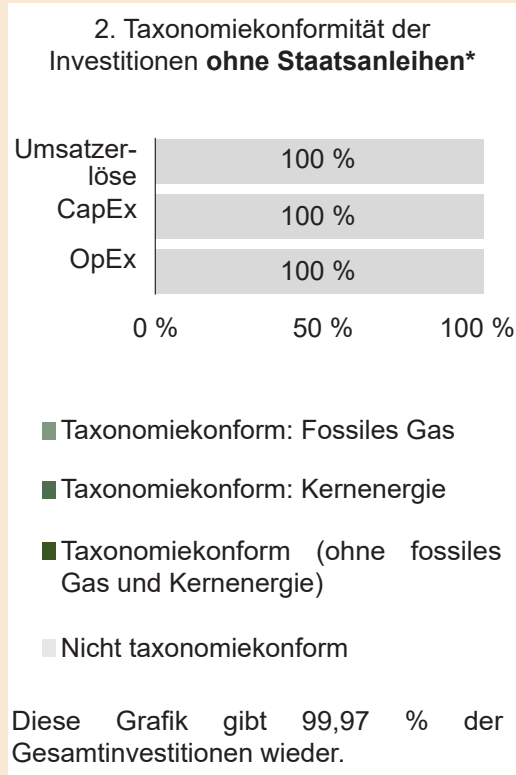 2. Taxonomiekonformität der
Investitionen ohne Staatsanleihen*
Umsatzer-
löse
100 %
CapEx
100 %
OpEx
100 %
0 % 50 % 100 %
Taxonomiekonform: Fossiles Gas
Taxonomiekonform: Kernenergie
Taxonomiekonform (ohne fossiles
Gas und Kernenergie)
Nicht taxonomiekonform
Diese Grafik gibt 99,97 % der
Gesamtinvestitionen wieder.